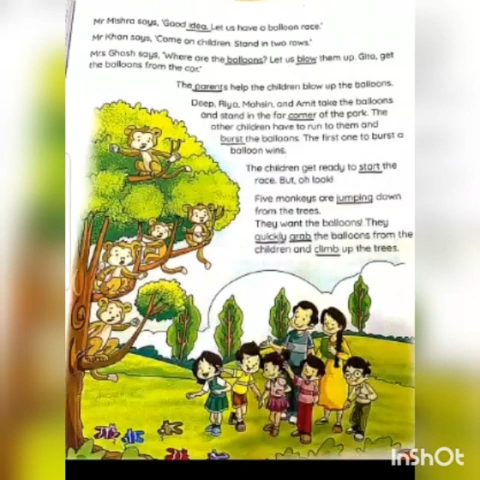 Mr Mishra says, 'Good idea. Let us have a balloon race.'
Mr Khan says, 'Come on children. Stand in two rows.'
Mrs Ghosh says, 'Where are the balloons? Let us blow them up. Gita, get
the balloons from the car.'
The parents help the children blow up the balloons.
Deep, Riya, Mohsin, and Amit take the balloons
and stand in the far corner of the park. The
other children have to run to them and
burst the balloons. The first one to burst a
balloon wins.
The children get ready to start the
race. But, oh look!
Five monkeys are jumping down
from the trees.
They want the balloons! They
quickly grab the balloons from the
children and climb up the trees.
InShOt